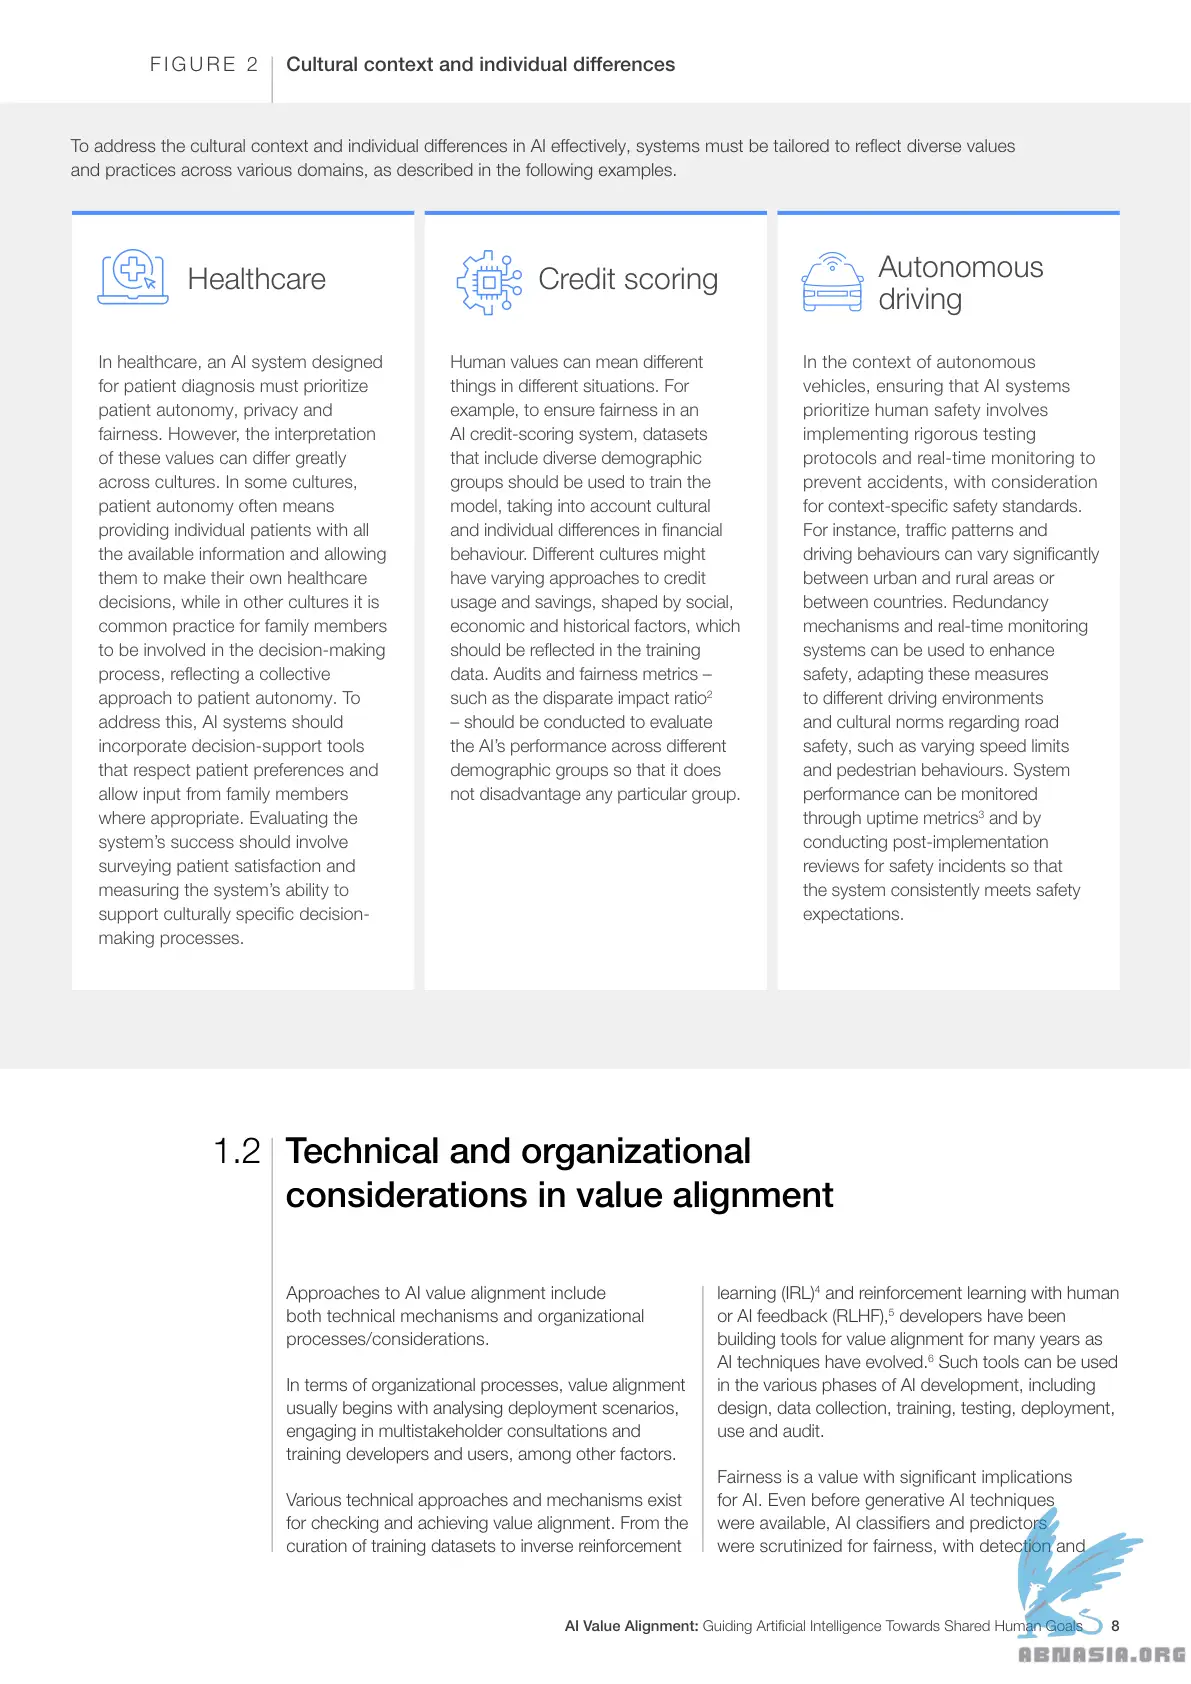 FIGURE 2
Cultural context and individual differences
To address the cultural context and individual differences in AI effectively, systems must be tailored to reflect diverse values
and practices across various domains, as described in the following examples.
Healthcare
In healthcare, an AI system designed
for patient diagnosis must prioritize
patient autonomy, privacy and
fairness. However, the interpretation
of these values can differ greatly
across cultures. In some cultures,
patient autonomy often means
providing individual patients with all
the available information and allowing
them to make their own healthcare
decisions, while in other cultures it is
common practice for family members
to be involved in the decision-making
process, reflecting a collective
approach to patient autonomy. To
address this, AI systems should
incorporate decision-support tools
that respect patient preferences and
allow input from family members
where appropriate. Evaluating the
system’s success should involve
surveying patient satisfaction and
measuring the system’s ability to
support culturally specific decision-
making processes.
Credit scoring
Human values can mean different
things in different situations. For
example, to ensure fairness in an
AI credit-scoring system, datasets
that include diverse demographic
groups should be used to train the
model, taking into account cultural
and individual differences in financial
behaviour. Different cultures might
have varying approaches to credit
usage and savings, shaped by social,
economic and historical factors, which
should be reflected in the training
data. Audits and fairness metrics –
such as the disparate impact ratio²
– should be conducted to evaluate
the AI’s performance across different
demographic groups so that it does
not disadvantage any particular group.
Autonomous
driving
In the context of autonomous
vehicles, ensuring that AI systems
prioritize human safety involves
implementing rigorous testing
protocols and real-time monitoring to
prevent accidents, with consideration
for context-specific safety standards.
For instance, traffic patterns and
driving behaviours can vary significantly
between urban and rural areas or
between countries. Redundancy
mechanisms and real-time monitoring
systems can be used to enhance
safety, adapting these measures
to different driving environments
and cultural norms regarding road
safety, such as varying speed limits
and pedestrian behaviours. System
performance can be monitored
through uptime metrics³ and by
conducting post-implementation
reviews for safety incidents so that
the system consistently meets safety
expectations.
1.2
Technical and organizational
considerations in value alignment
Approaches to AI value alignment include
both technical mechanisms and organizational
processes/considerations.
In terms of organizational processes, value alignment
usually begins with analysing deployment scenarios,
engaging in multistakeholder consultations and
training developers and users, among other factors.
Various technical approaches and mechanisms exist
for checking and achieving value alignment. From the
curation of training datasets to inverse reinforcement
learning (IRL)⁴ and reinforcement learning with human
or AI feedback (RLHF),⁵ developers have been
building tools for value alignment for many years as
AI techniques have evolved.⁶ Such tools can be used
in the various phases of AI development, including
design, data collection, training, testing, deployment,
use and audit.
Fairness is a value with significant implications
for AI. Even before generative AI techniques
were available, AI classifiers and predictors
were scrutinized for fairness, with detection and
AI Value Alignment: Guiding Artificial Intelligence Towards Shared Human Goals
8
ABNASIA.ORG